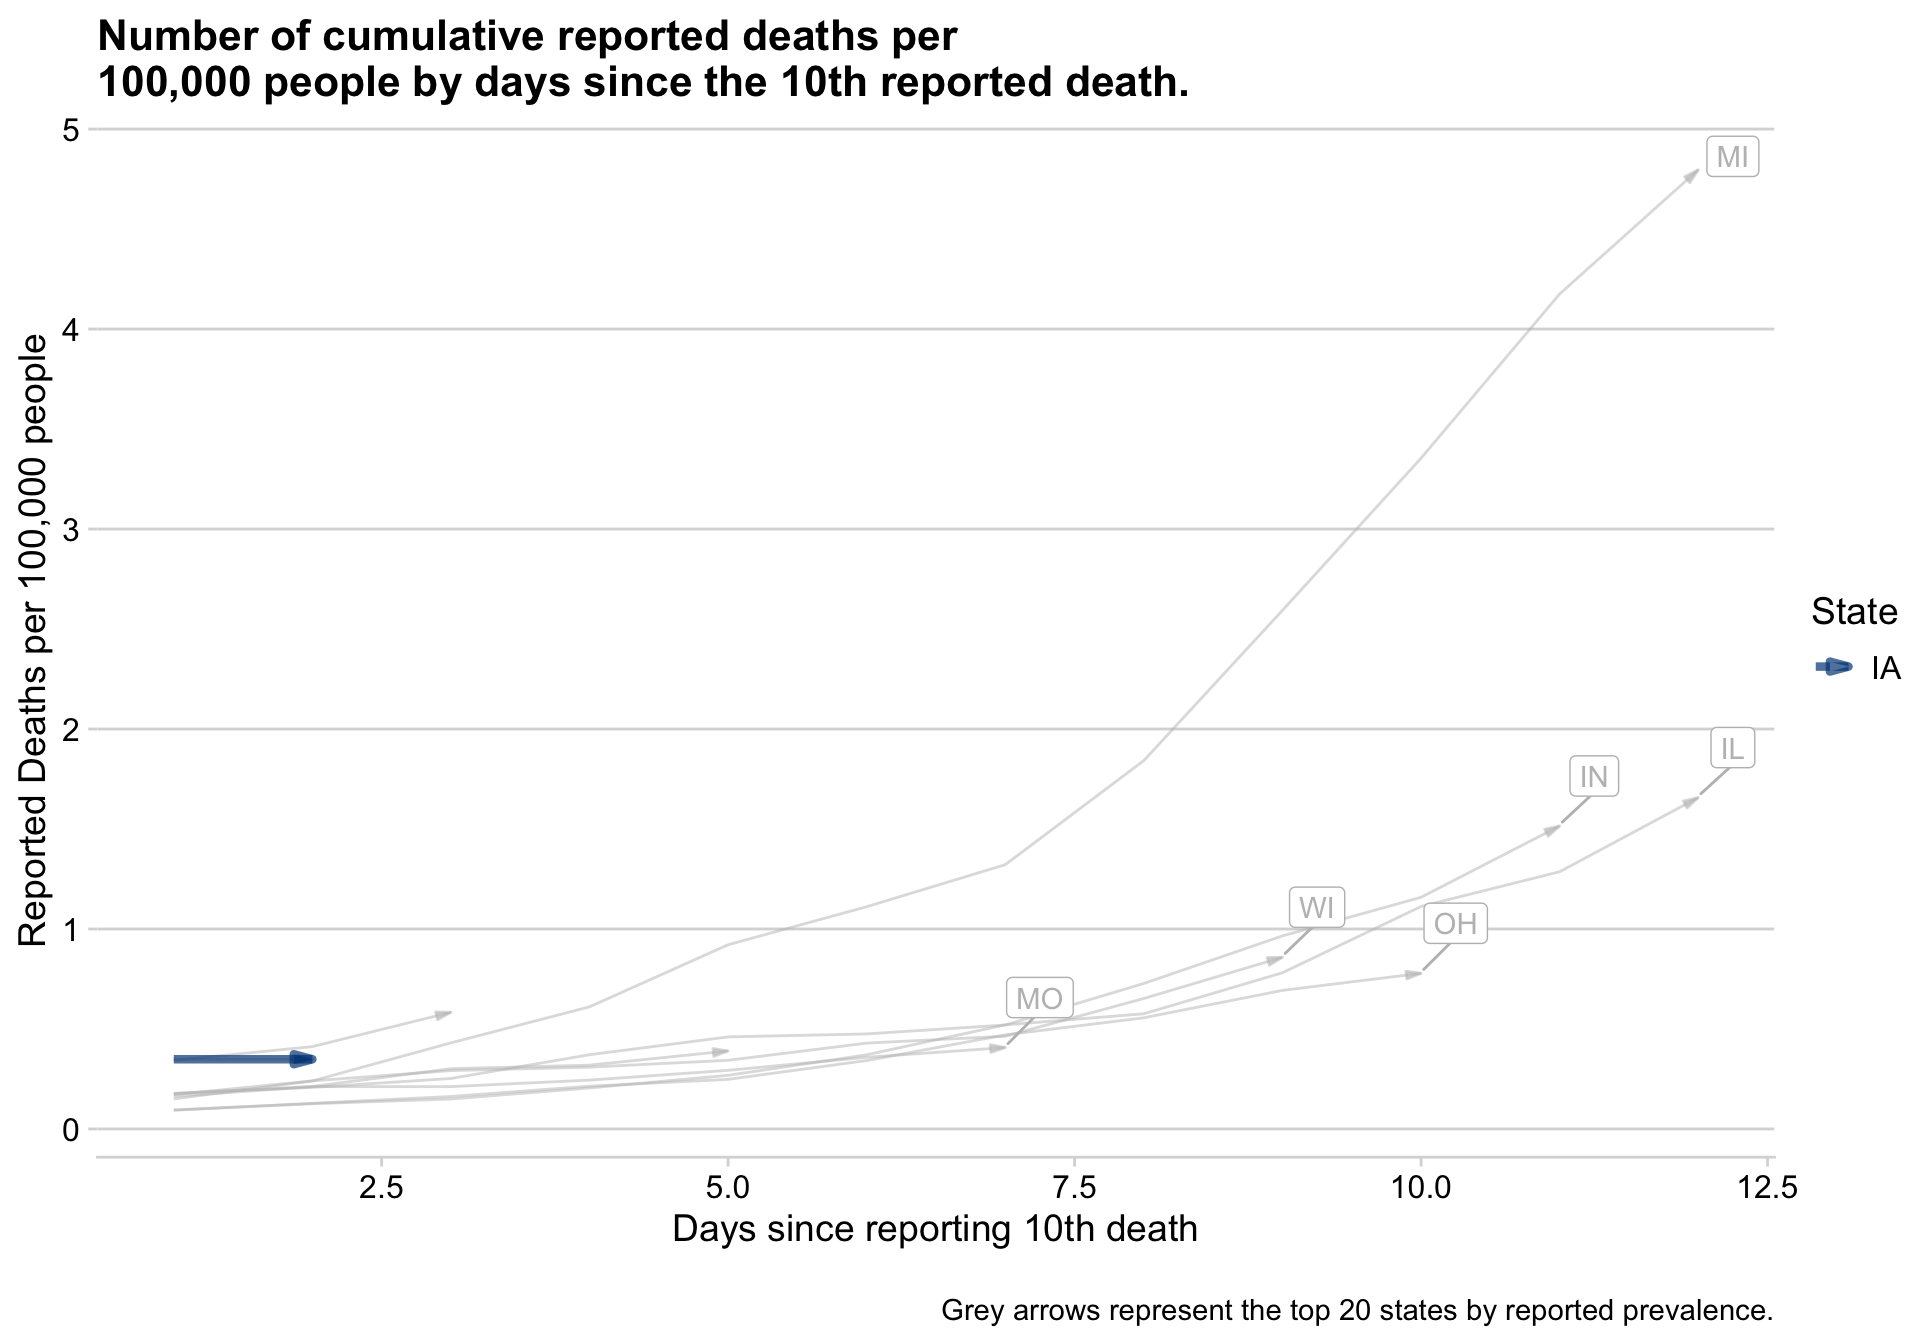 Number of cumulative reported deaths per
100,000 people by days since the 10th reported death.
Reported Deaths per 100,000 people
5
4
3
2
1
0
MI
IL
IN
WI
OH
MO
State
IA
2.5
5.0
7.5
10.0
12.5
Days since reporting 10th death
Grey arrows represent the top 20 states by reported prevalence.